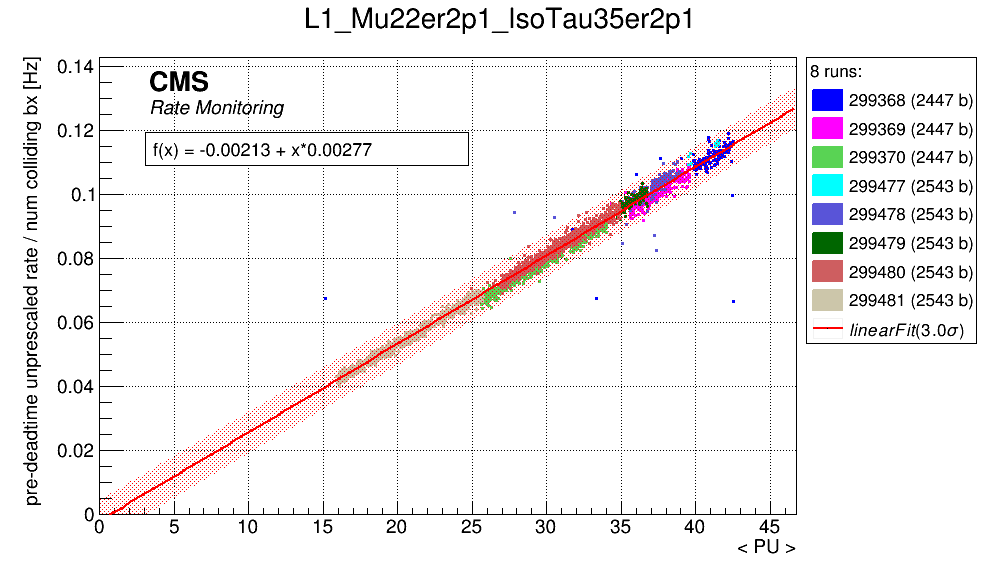 L1_Mu22er2p1_IsoTau35er2p1
pre-deadtime unprescaled rate / num colliding bx [Hz]
CMS
Rate Monitoring
f(x) = -0.00213 + x*0.00277
0.14
0.12
0.1
0.08
0.06
0.04
0.02
0
0 5 10 15 20 25 30 35 40 45
< PU >
8 runs:
299368 (2447 b)
299369 (2447 b)
299370 (2447 b)
299477 (2543 b)
299478 (2543 b)
299479 (2543 b)
299480 (2543 b)
299481 (2543 b)
linearFit(3.0σ)